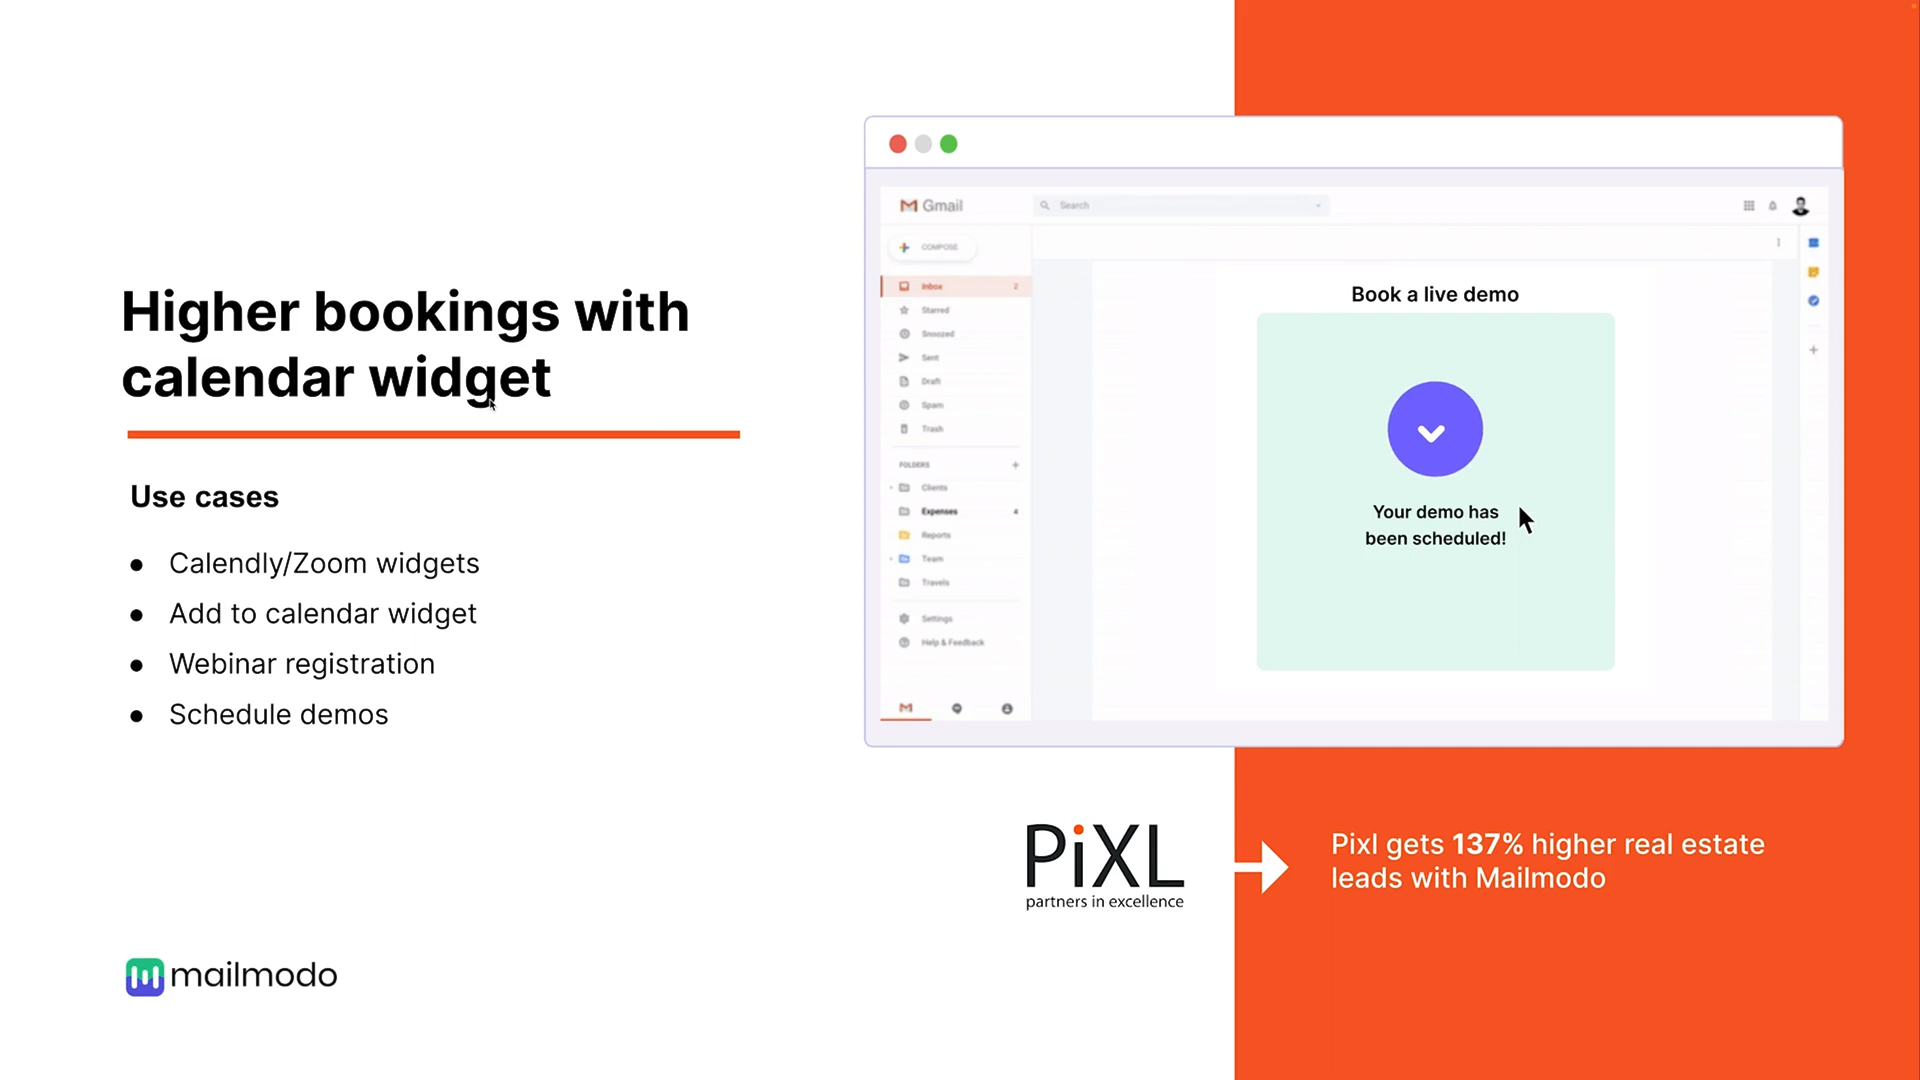 Higher bookings with
calendar widget
Use cases
● Calendly/Zoom widgets
● Add to calendar widget
● Webinar registration
● Schedule demos
mailmodo
Gmail
Search
COMPOSE
Inbox 2
Starred
Snoozed
Sent
Draft
Spam
Trash
FOLDERS
Clients
Expenses 4
Reports
Team
Travels
Settings
Help & Feedback
Book a live demo
Your demo has
been scheduled!
PiXL
partners in excellence
Pixl gets 137% higher real estate
leads with Mailmodo